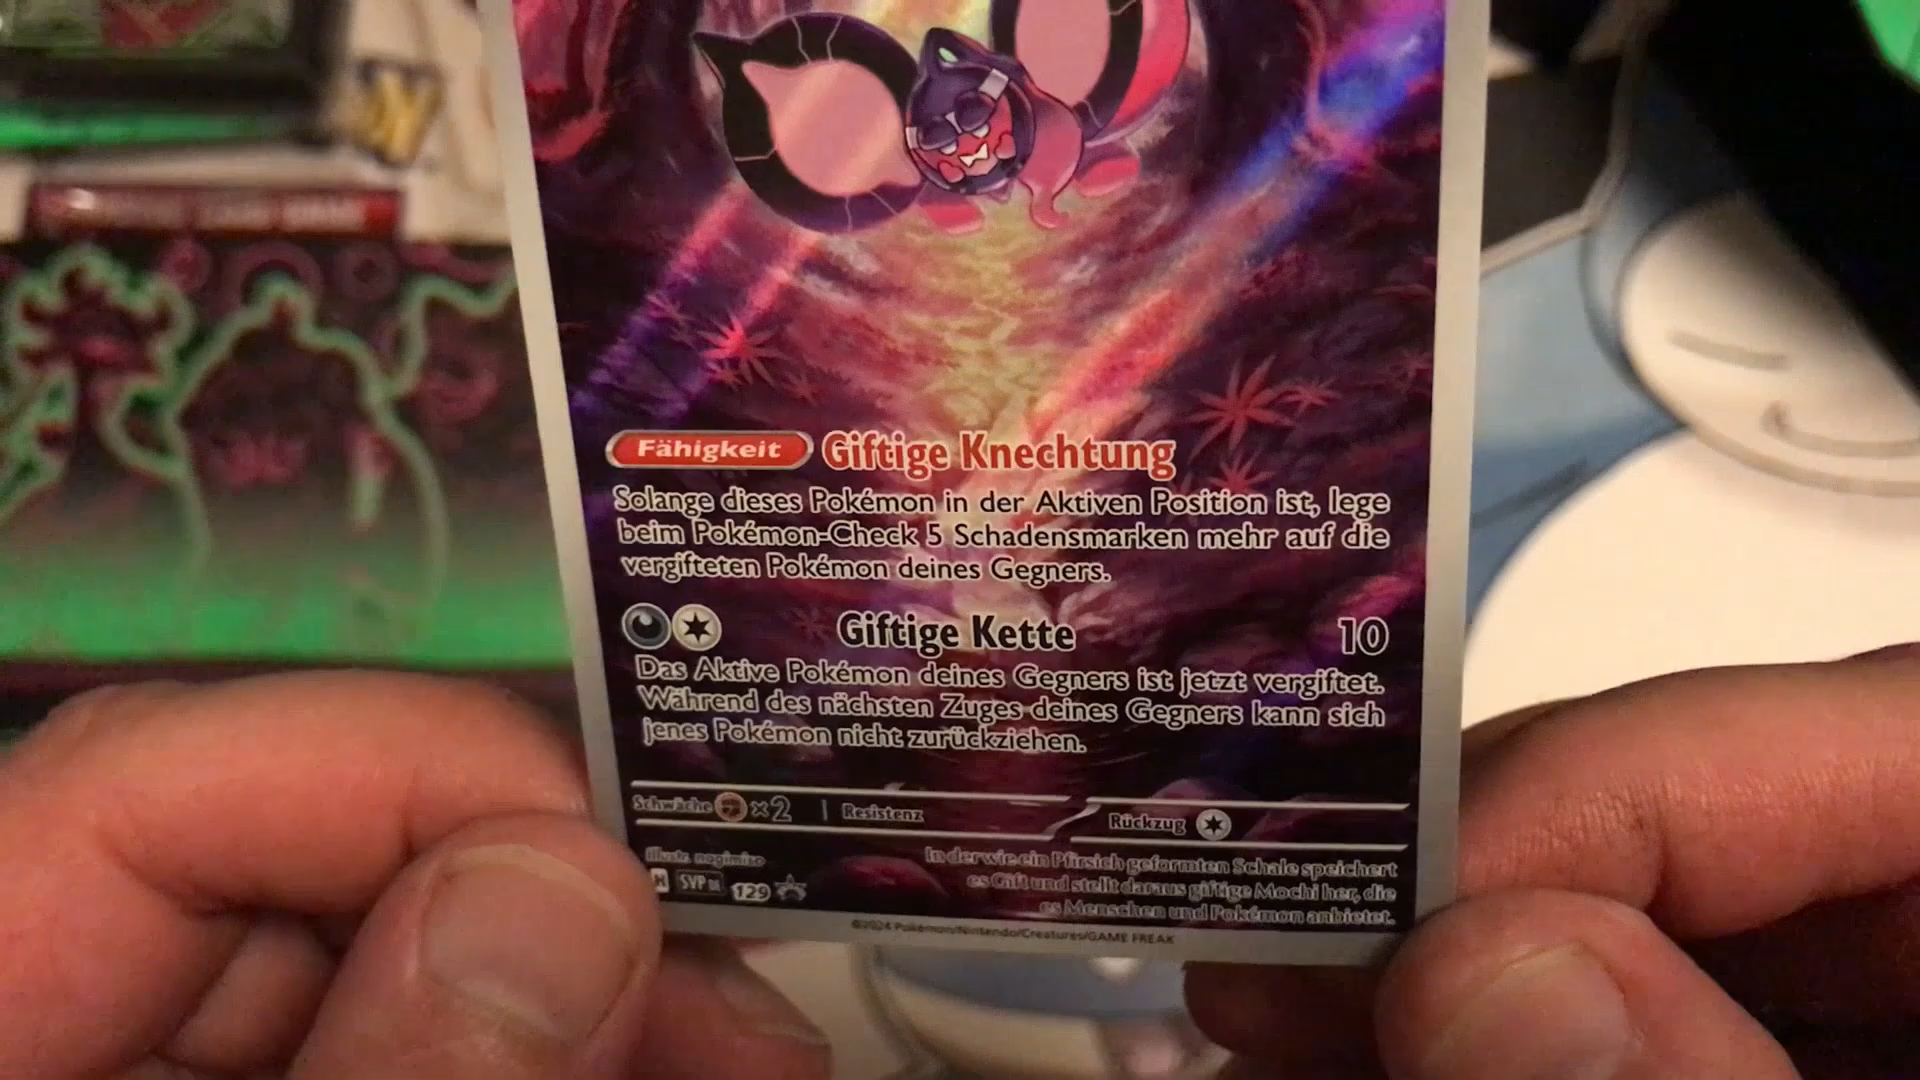 Fähigkeit Giftige Knechtung
Solange dieses Pokémon in der Aktiven Position ist, lege
beim Pokémon-Check 5 Schadensmarken mehr auf die
vergifteten Pokémon deines Gegners.
Giftige Kette 10
Das Aktive Pokémon deines Gegners ist jetzt vergiftet.
Während des nächsten Zuges deines Gegners kann sich
jenes Pokémon nicht zurückziehen.
Schwäche ×2 Resistenz Rückzug
Illustr. nagimiso
In der wie ein Pfirsich geformten Schale speichert
es Gift und stellt daraus giftige Mochi her, die
es Menschen und Pokémon anbietet.
H SVP DE 129
©2024 Pokémon/Nintendo/Creatures/GAME FREAK